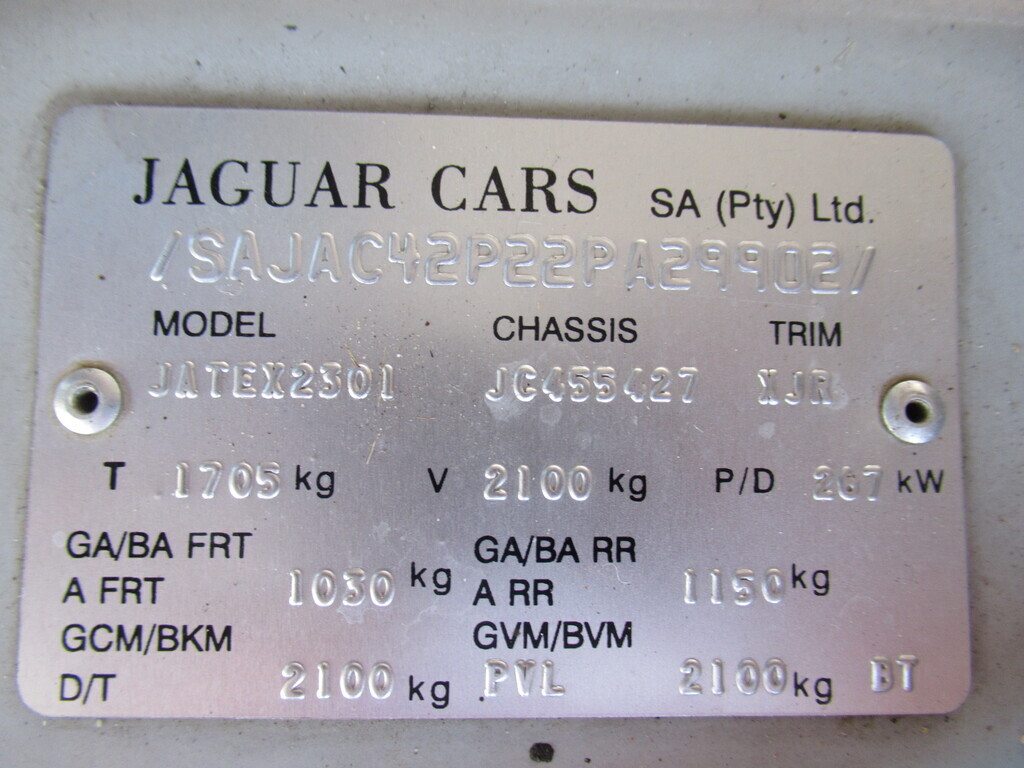 JAGUAR CARS SA (Pty) Ltd.
/SAJAC42P22PA29902/
MODEL CHASSIS TRIM
JATEX2301 JC455427 XJR
T 1705 kg V 2100 kg P/D 267 kW
GA/BA FRT GA/BA RR
A FRT 1030 kg A RR 1150 kg
GCM/BKM GVM/BVM
D/T 2100 kg PVL 2100 kg BT